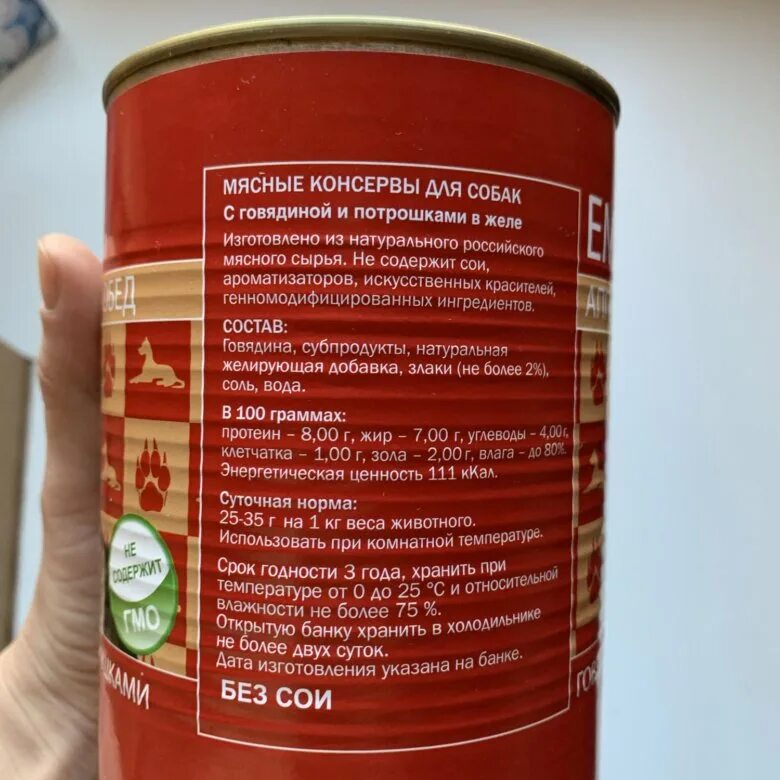 МЯСНЫЕ КОНСЕРВЫ ДЛЯ СОБАК
С говядиной и потрошками в желе
Изготовлено из натурального российского
мясного сырья. Не содержит сои,
ароматизаторов, искусственных красителей,
генномодифицированных ингредиентов.
СОСТАВ:
Говядина, субпродукты, натуральная
желирующая добавка, злаки (не более 2%),
соль, вода.
В 100 граммах:
протеин – 8,00 г, жир – 7,00 г, углеводы – 4,00 г,
клетчатка – 1,00 г, зола – 2,00 г, влага – до 80%.
Энергетическая ценность 111 кКал.
Суточная норма:
25-35 г на 1 кг веса животного.
Использовать при комнатной температуре.
Срок годности 3 года, хранить при
температуре от 0 до 25 °С и относительной
влажности не более 75 %.
Открытую банку хранить в холодильнике
не более двух суток.
Дата изготовления указана на банке.
БЕЗ СОИ
НЕ
СОДЕРЖИТ
ГМО